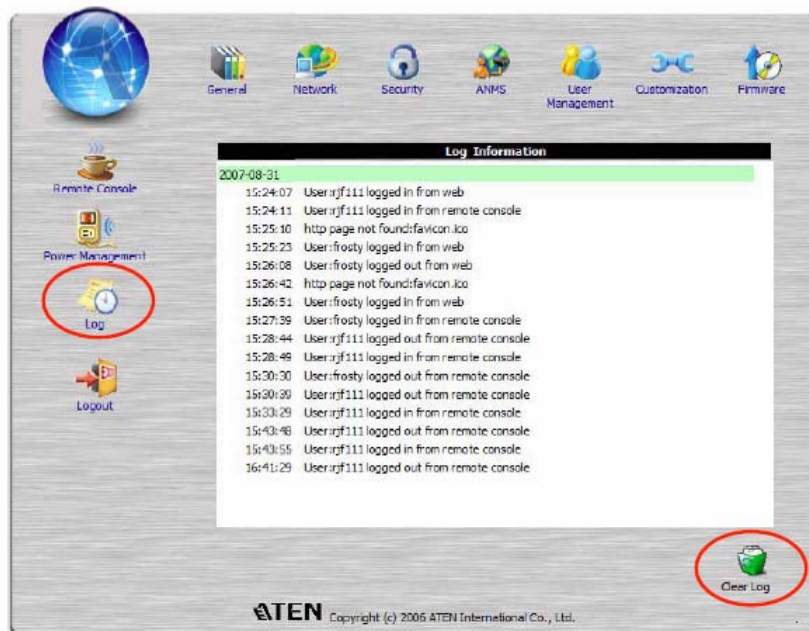 General
Network
Security
ANMS
User Management
Customization
Firmware
Remote Console
Power Management
Log
Logout
Log Information
2007-08-31
15:24:07 User:rjf111 logged in from web
15:24:11 User:rjf111 logged in from remote console
15:25:10 http page not found:favicon.ico
15:25:23 User:frosty logged in from web
15:26:08 User:frosty logged out from web
15:26:42 http page not found:favicon.ico
15:26:51 User:frosty logged in from web
15:27:39 User:frosty logged in from remote console
15:28:44 User:rjf111 logged out from remote console
15:28:49 User:rjf111 logged in from remote console
15:30:30 User:frosty logged out from remote console
15:30:39 User:rjf111 logged out from remote console
15:33:29 User:rjf111 logged in from remote console
15:43:48 User:rjf111 logged out from remote console
15:43:55 User:rjf111 logged in from remote console
16:41:29 User:rjf111 logged out from remote console
Clear Log
ATEN Copyright (c) 2006 ATEN International Co., Ltd.